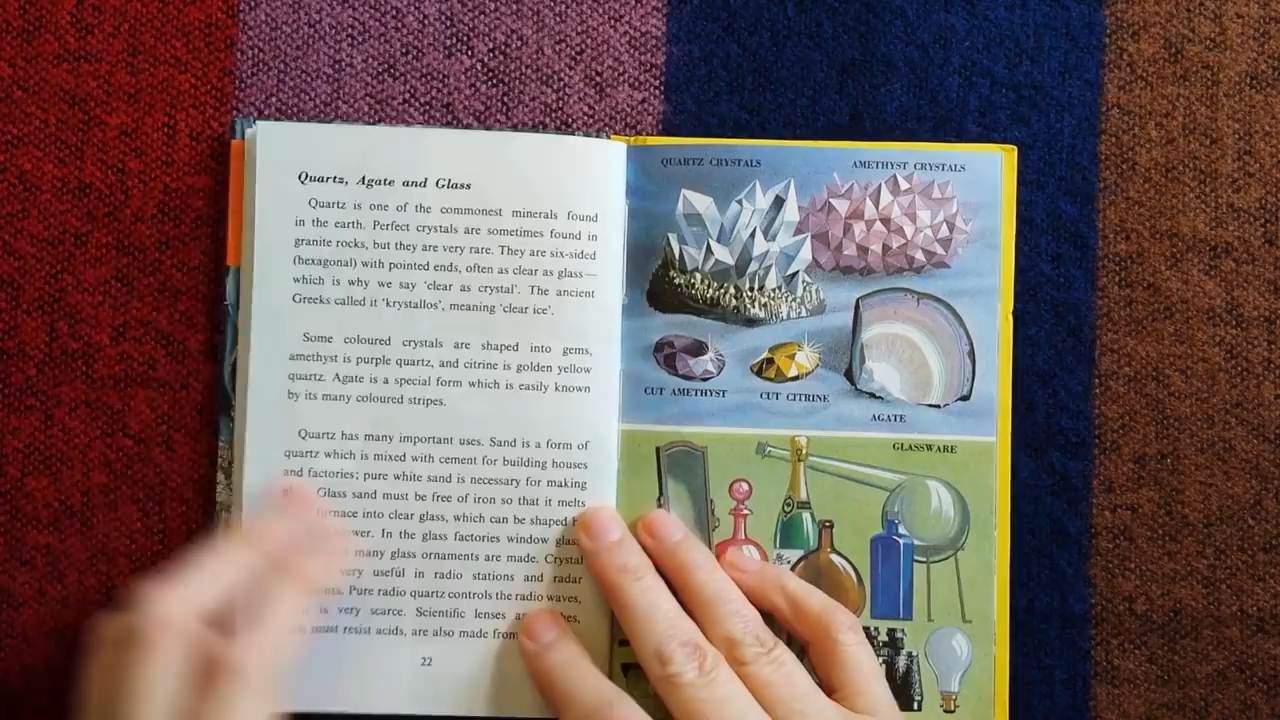 Quartz, Agate and Glass
Quartz is one of the commonest minerals found
in the earth. Perfect crystals are sometimes found in
granite rocks, but they are very rare. They are six-sided
(hexagonal) with pointed ends, often as clear as glass—
which is why we say ‘clear as crystal’. The ancient
Greeks called it ‘krystallos’, meaning ‘clear ice’.
Some coloured crystals are shaped into gems,
amethyst is purple quartz, and citrine is golden yellow
quartz. Agate is a special form which is easily known
by its many coloured stripes.
Quartz has many important uses. Sand is a form of
quartz which is mixed with cement for building houses
and factories; pure white sand is necessary for making
Glass sand must be free of iron so that it melts
furnace into clear glass, which can be shaped
In the glass factories window
many glass ornaments are made. Crystal
very useful in radio stations and radar
Pure radio quartz controls the radio waves,
is very scarce. Scientific lenses
must resist acids, are also made from
22
QUARTZ CRYSTALS
AMETHYST CRYSTALS
CUT AMETHYST
CUT CITRINE
AGATE
GLASSWARE